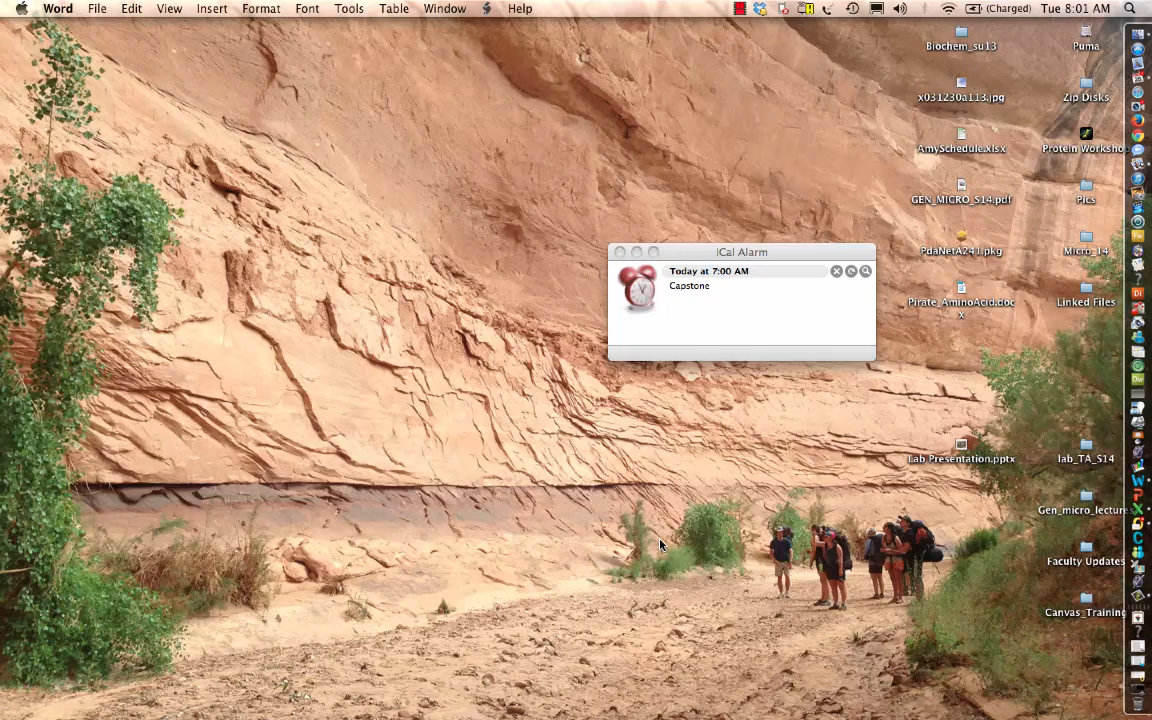 Word File Edit View Insert Format Font Tools Table Window Help (Charged) Tue 8:01 AM
Biochem_su13
Puma
x031230a113.jpg
Zip Disks
AmySchedule.xlsx
Protein Workshop
GEN_MICRO_S14.pdf
Pics
iCal Alarm
Today at 7:00 AM
Capstone
PdaNetA241.pkg
Micro_14
Pirate_AminoAcid.doc
x
Linked Files
Lab Presentation.pptx
lab_TA_S14
Gen_micro_lectures
Faculty Updates
Canvas_Training